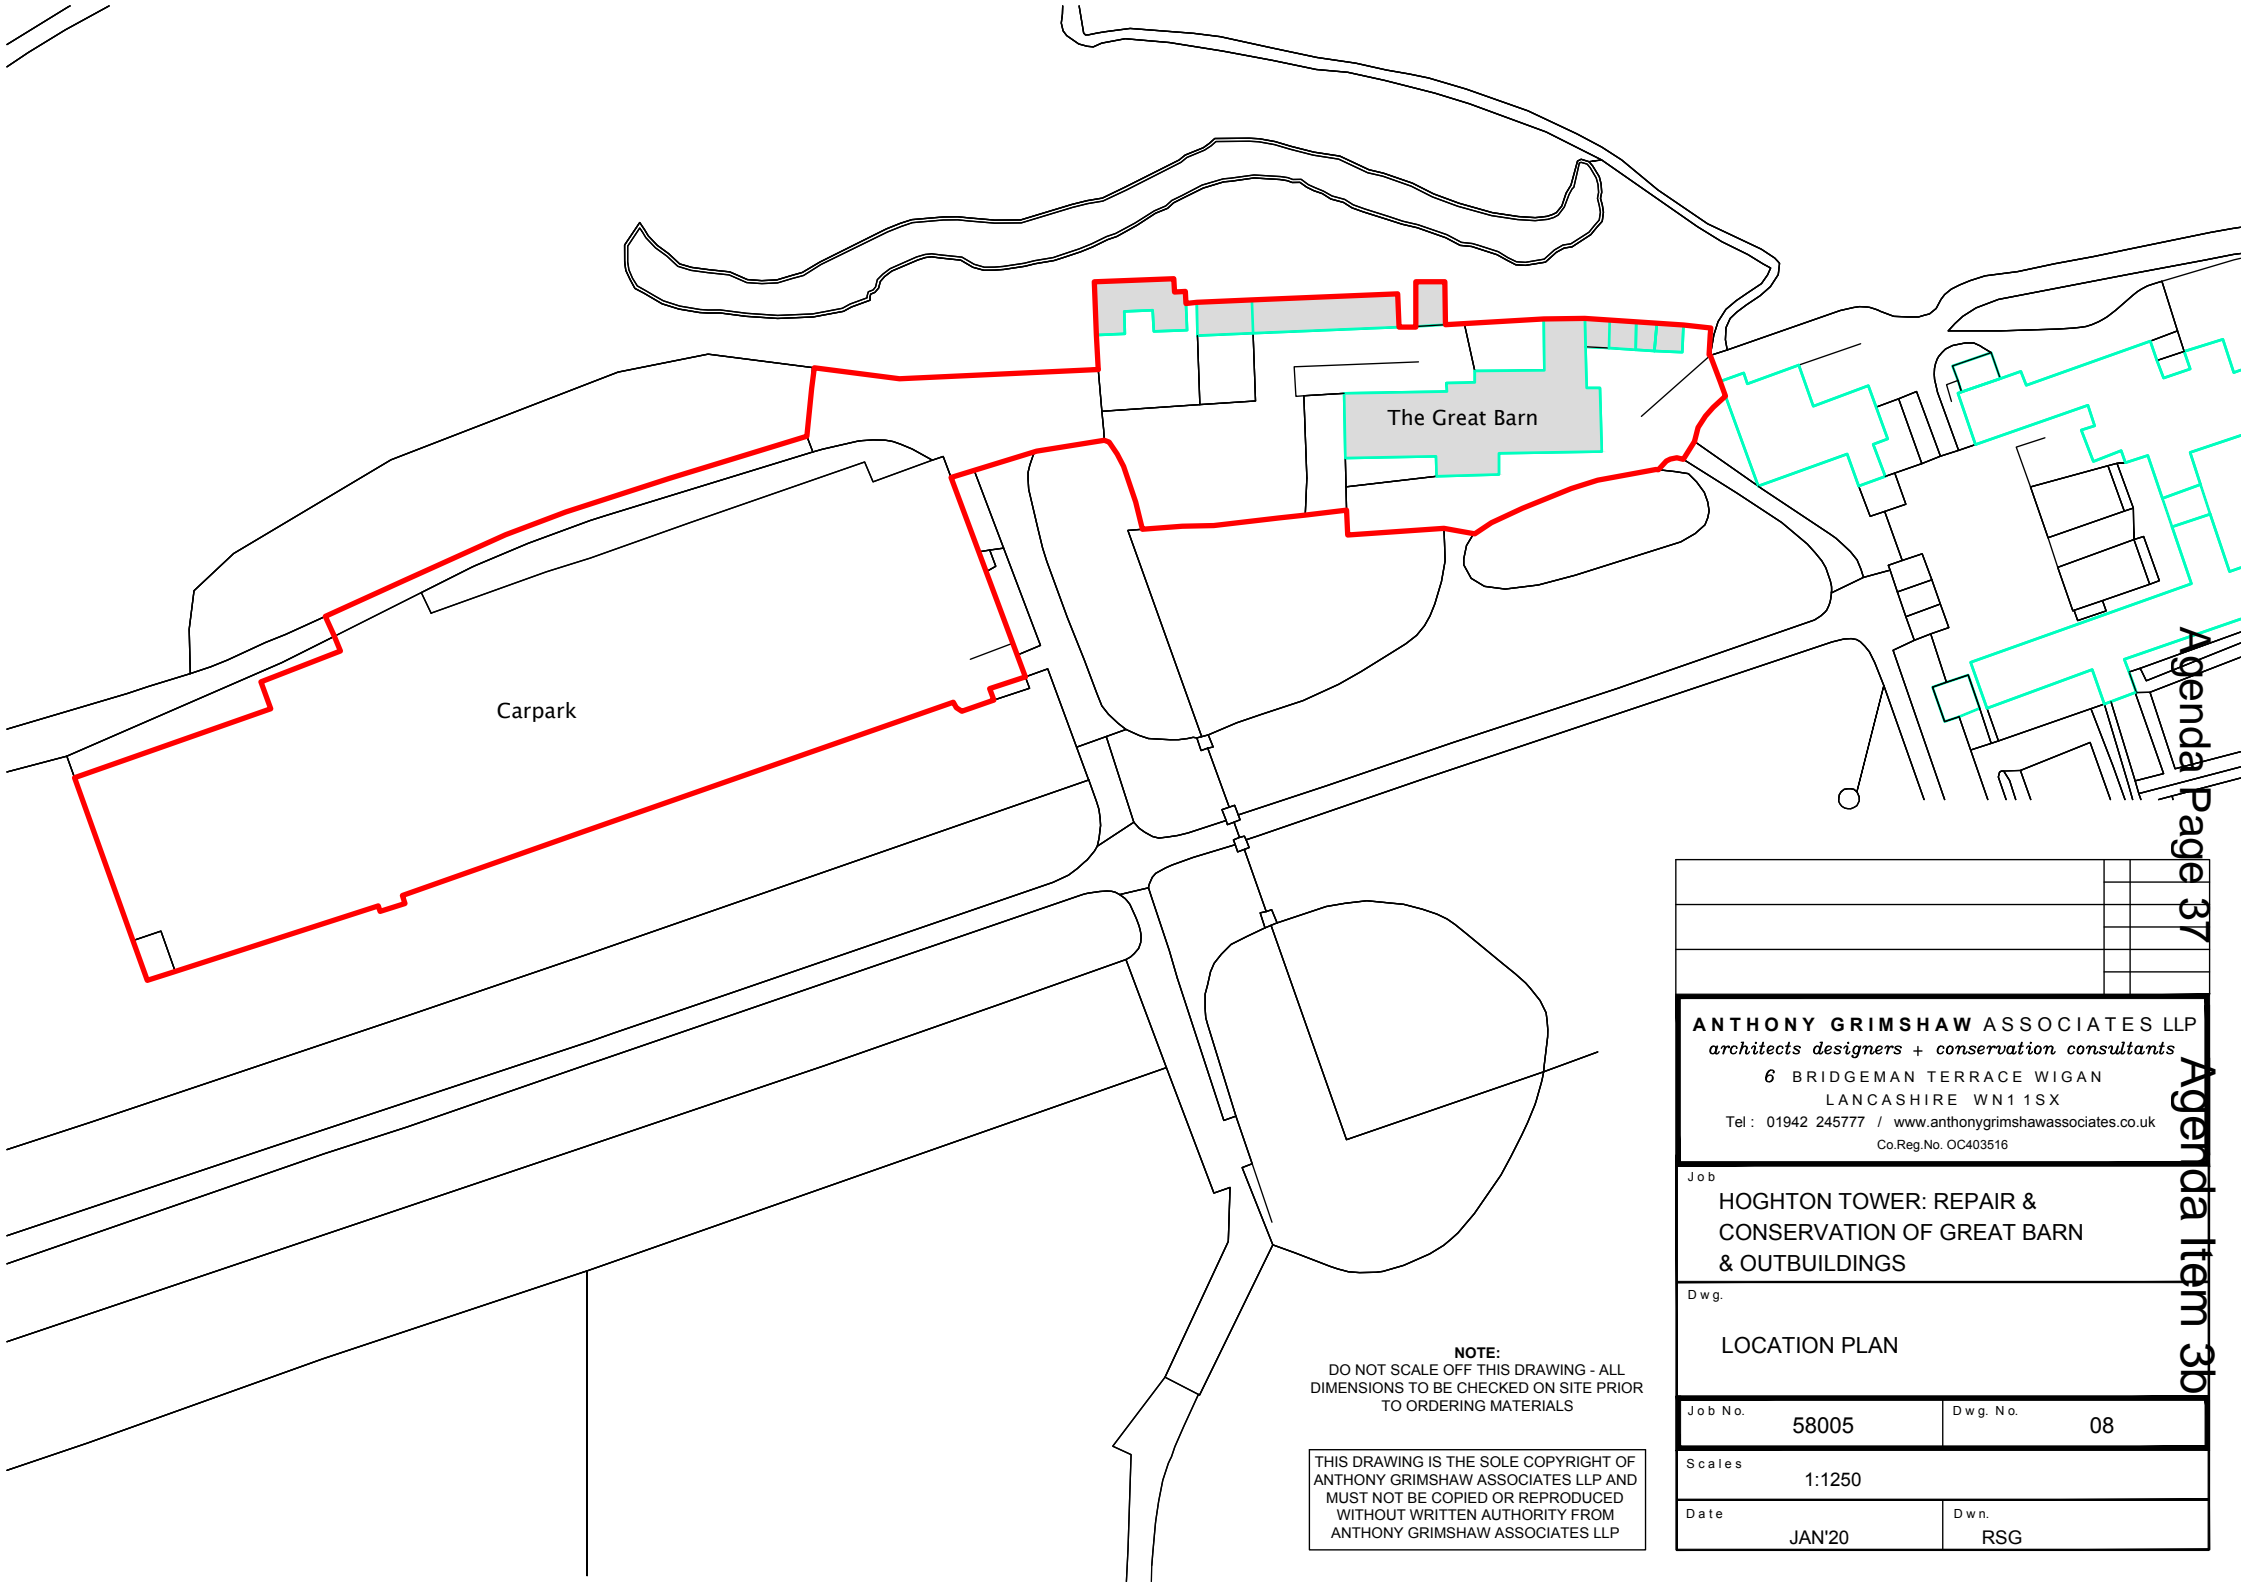 The Great Barn
Carpark
Agenda Page 37
Agenda Item 3b
ANTHONY GRIMSHAW ASSOCIATES LLP
architects designers + conservation consultants
6 BRIDGEMAN TERRACE WIGAN
LANCASHIRE WN1 1SX
Tel : 01942 245777 / www.anthonygrimshawassociates.co.uk
Co.Reg.No. OC403516
Job
HOGHTON TOWER: REPAIR &
CONSERVATION OF GREAT BARN
& OUTBUILDINGS
Dwg.
LOCATION PLAN
Job No.
58005
Dwg. No.
08
Scales
1:1250
Date
JAN'20
Dwn.
RSG
NOTE:
DO NOT SCALE OFF THIS DRAWING - ALL
DIMENSIONS TO BE CHECKED ON SITE PRIOR
TO ORDERING MATERIALS
THIS DRAWING IS THE SOLE COPYRIGHT OF
ANTHONY GRIMSHAW ASSOCIATES LLP AND
MUST NOT BE COPIED OR REPRODUCED
WITHOUT WRITTEN AUTHORITY FROM
ANTHONY GRIMSHAW ASSOCIATES LLP